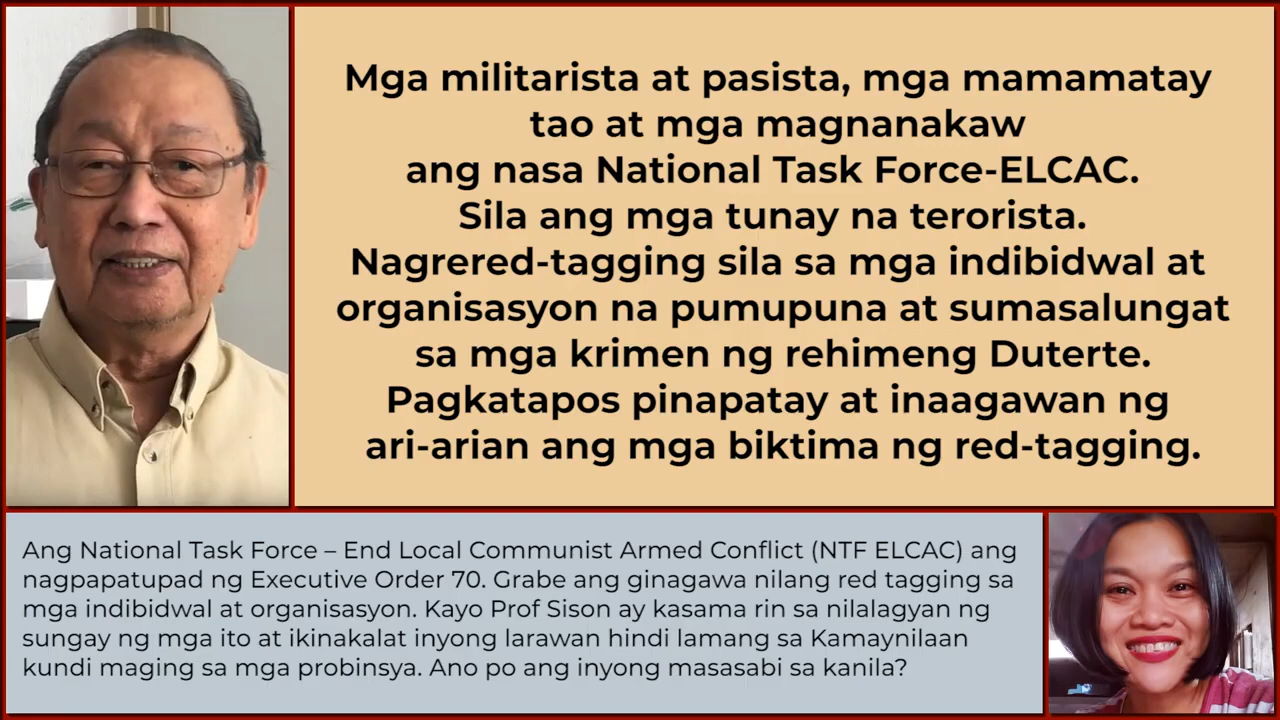 Mga militarista at pasista, mga mamamatay
tao at mga magnanakaw
ang nasa National Task Force-ELCAC.
Sila ang mga tunay na terorista.
Nagrered-tagging sila sa mga indibidwal at
organisasyon na pumupuna at sumasalungat
sa mga krimen ng rehimeng Duterte.
Pagkatapos pinapatay at inaagawan ng
ari-arian ang mga biktima ng red-tagging.
Ang National Task Force – End Local Communist Armed Conflict (NTF ELCAC) ang
nagpapatupad ng Executive Order 70. Grabe ang ginagawa nilang red tagging sa
mga indibidwal at organisasyon. Kayo Prof Sison ay kasama rin sa nilalagyan ng
sungay ng mga ito at ikinakalat inyong larawan hindi lamang sa Kamaynilaan
kundi maging sa mga probinsya. Ano po ang inyong masasabi sa kanila?